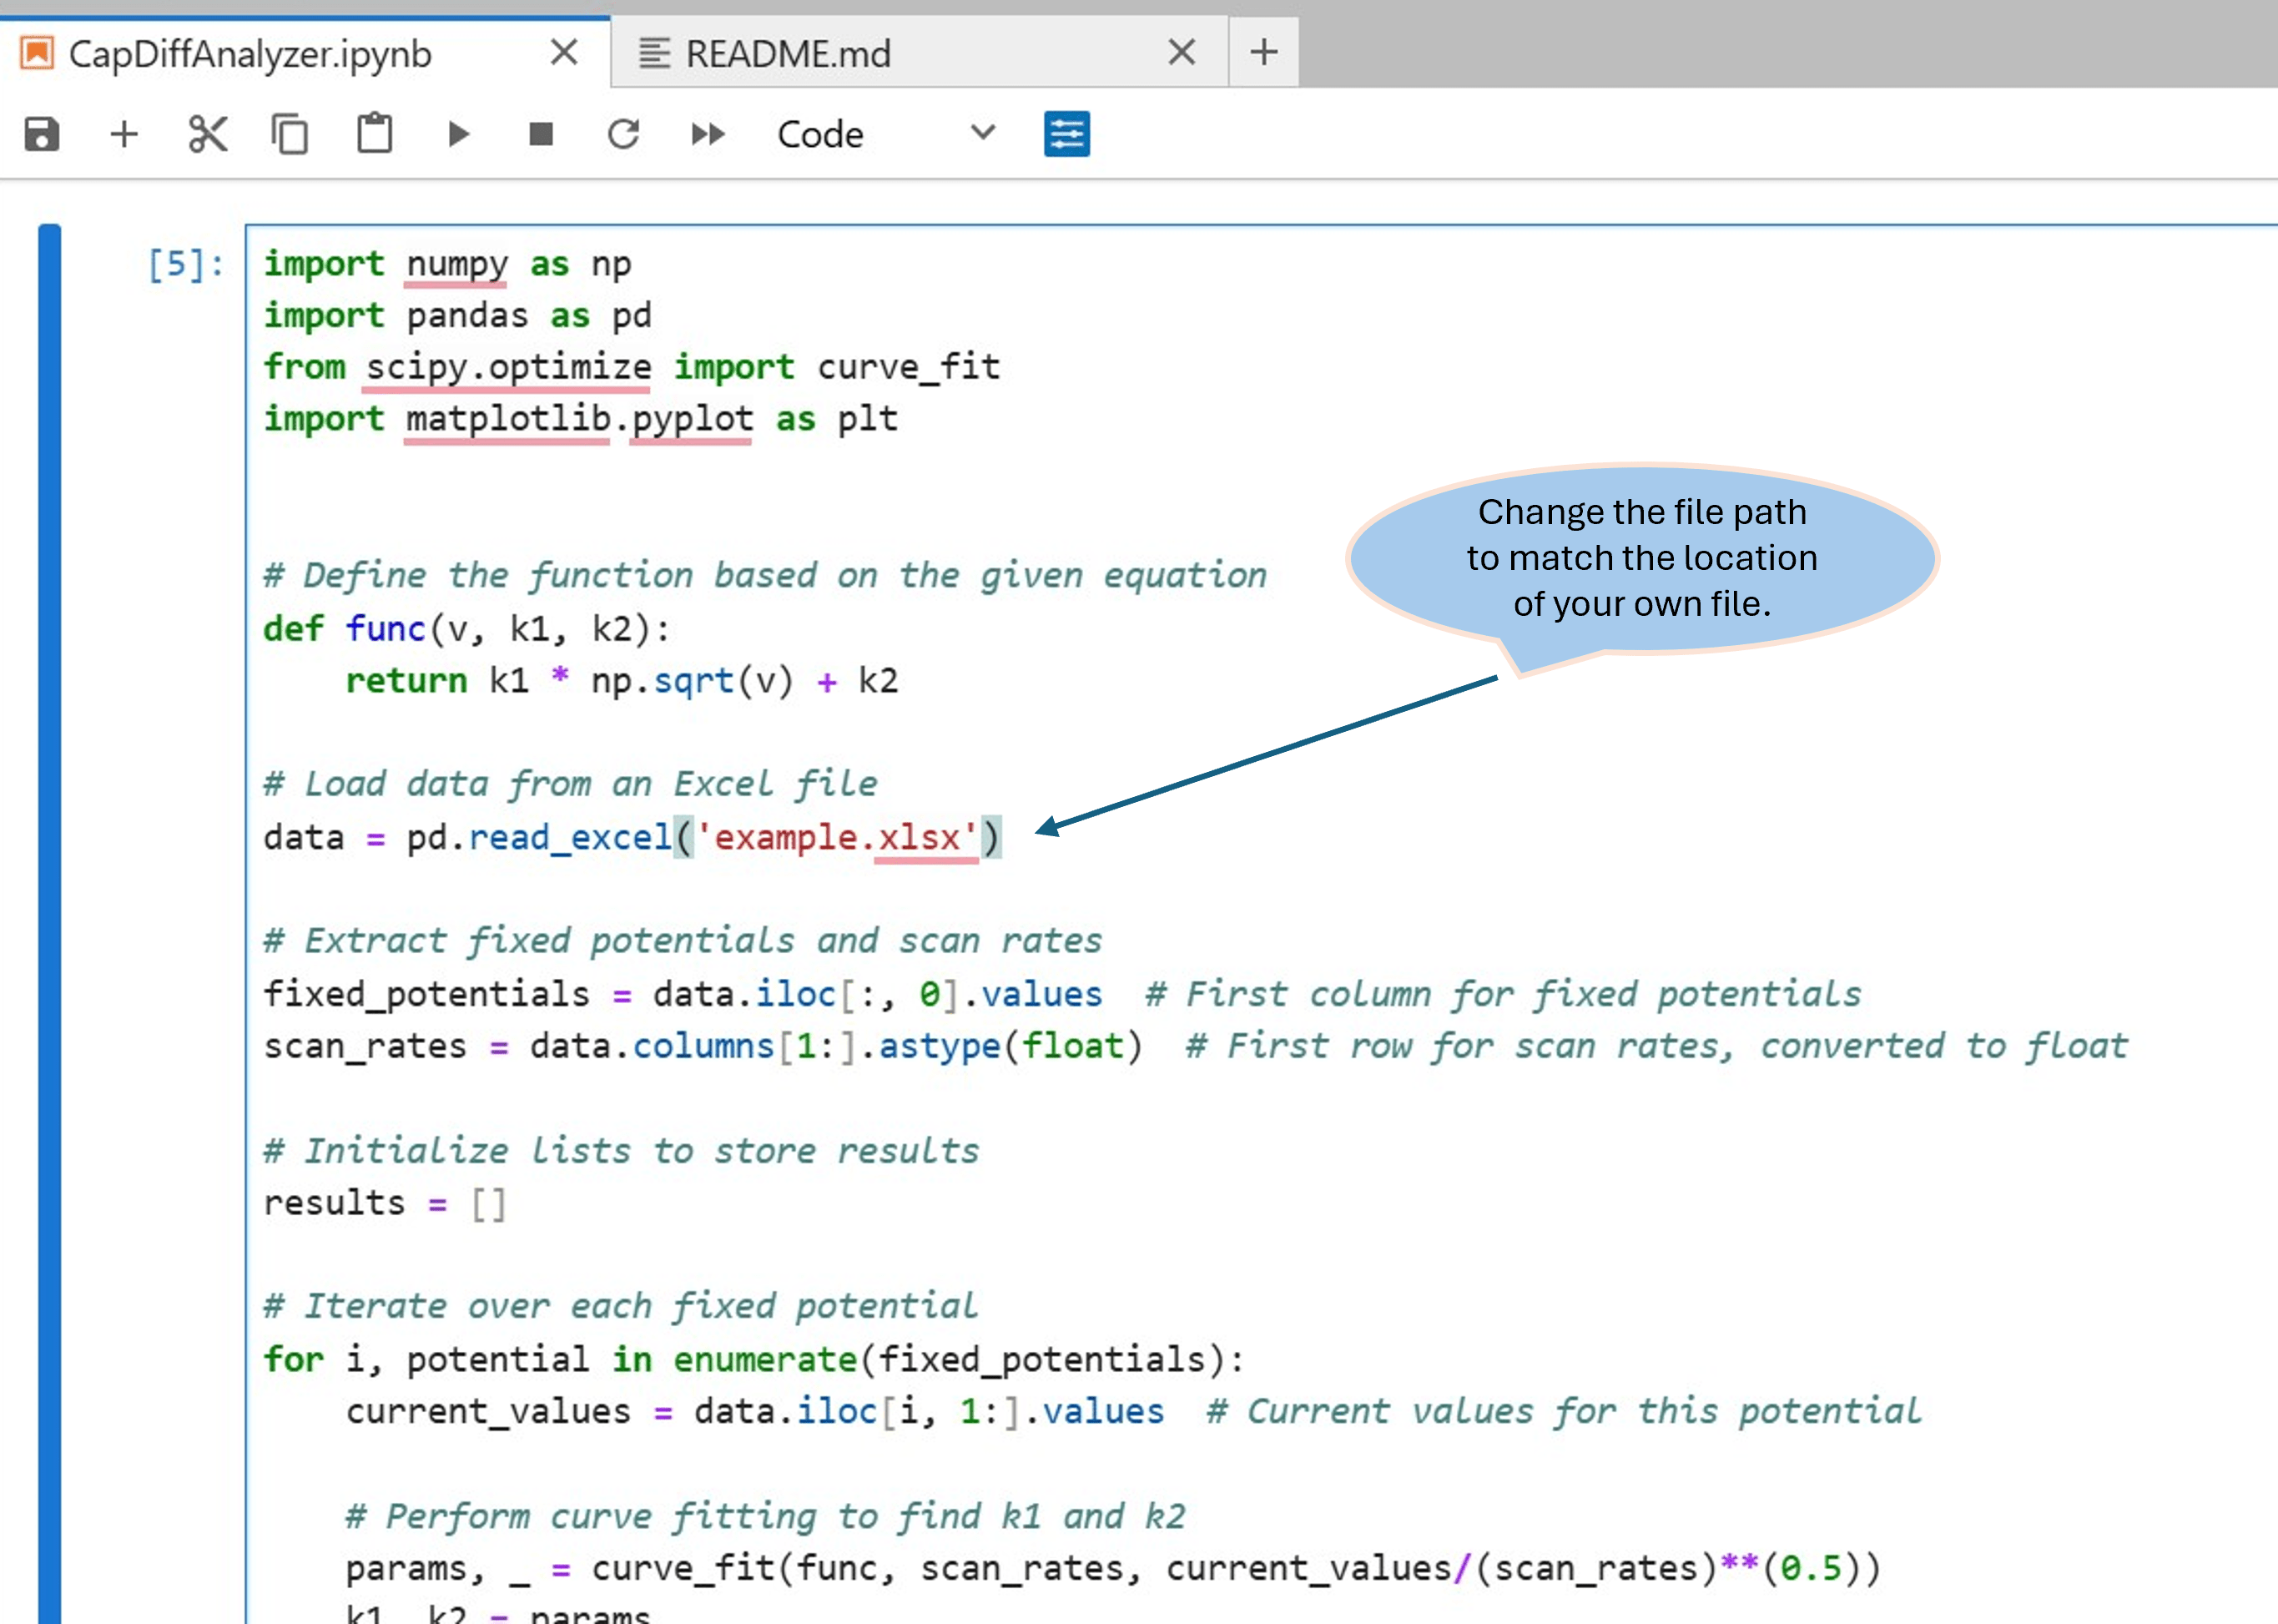 CapDiffAnalyzer.ipynb
README.md
Code
[5]:
import numpy as np
import pandas as pd
from scipy.optimize import curve_fit
import matplotlib.pyplot as plt
Change the file path
to match the location
of your own file.
# Define the function based on the given equation
def func(v, k1, k2):
    return k1 * np.sqrt(v) + k2
# Load data from an Excel file
data = pd.read_excel('example.xlsx')
# Extract fixed potentials and scan rates
fixed_potentials = data.iloc[:, 0].values  # First column for fixed potentials
scan_rates = data.columns[1:].astype(float)  # First row for scan rates, converted to float
# Initialize lists to store results
results = []
# Iterate over each fixed potential
for i, potential in enumerate(fixed_potentials):
    current_values = data.iloc[i, 1:].values  # Current values for this potential
    # Perform curve fitting to find k1 and k2
    params, _ = curve_fit(func, scan_rates, current_values/(scan_rates)**(0.5))
    k1, k2 = params